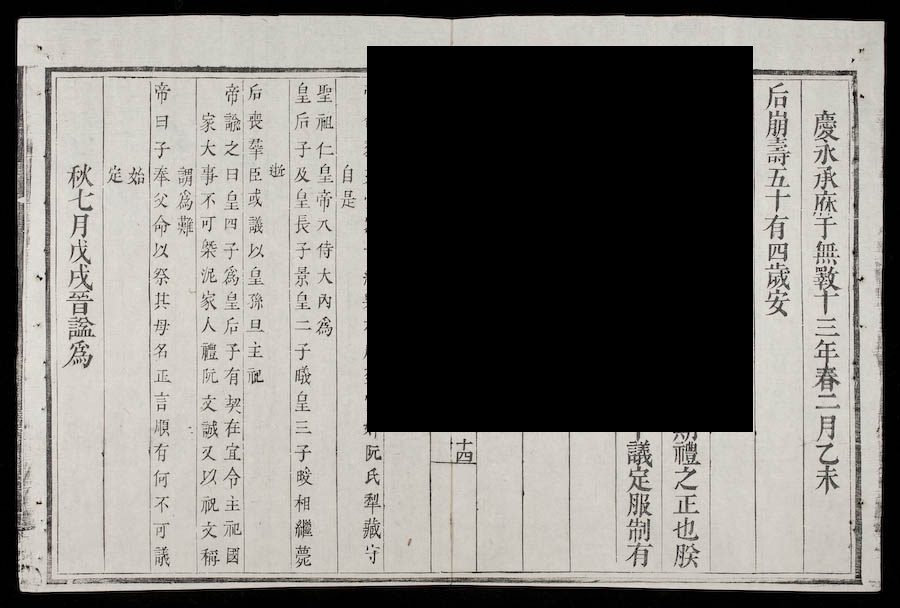 慶永承庥于無斁十三年春二月乙未
后崩壽五十有四歲安
禮之正也朕
議定服制有
十四
阮氏犁藏守
自是
聖祖仁皇帝入侍大內爲
皇后子及皇長子景皇二子曦皇三子晙相繼薨
逝
后喪羣臣或議以皇孫旦主祀
帝諭之曰皇四子爲皇后子有契在宜令主祀國
家大事不可槩泥家人禮阮文誠又以祝文稱
謂爲難
帝曰子奉父命以祭其母名正言順有何不可議
始
定
秋七月戊戌晉謚爲